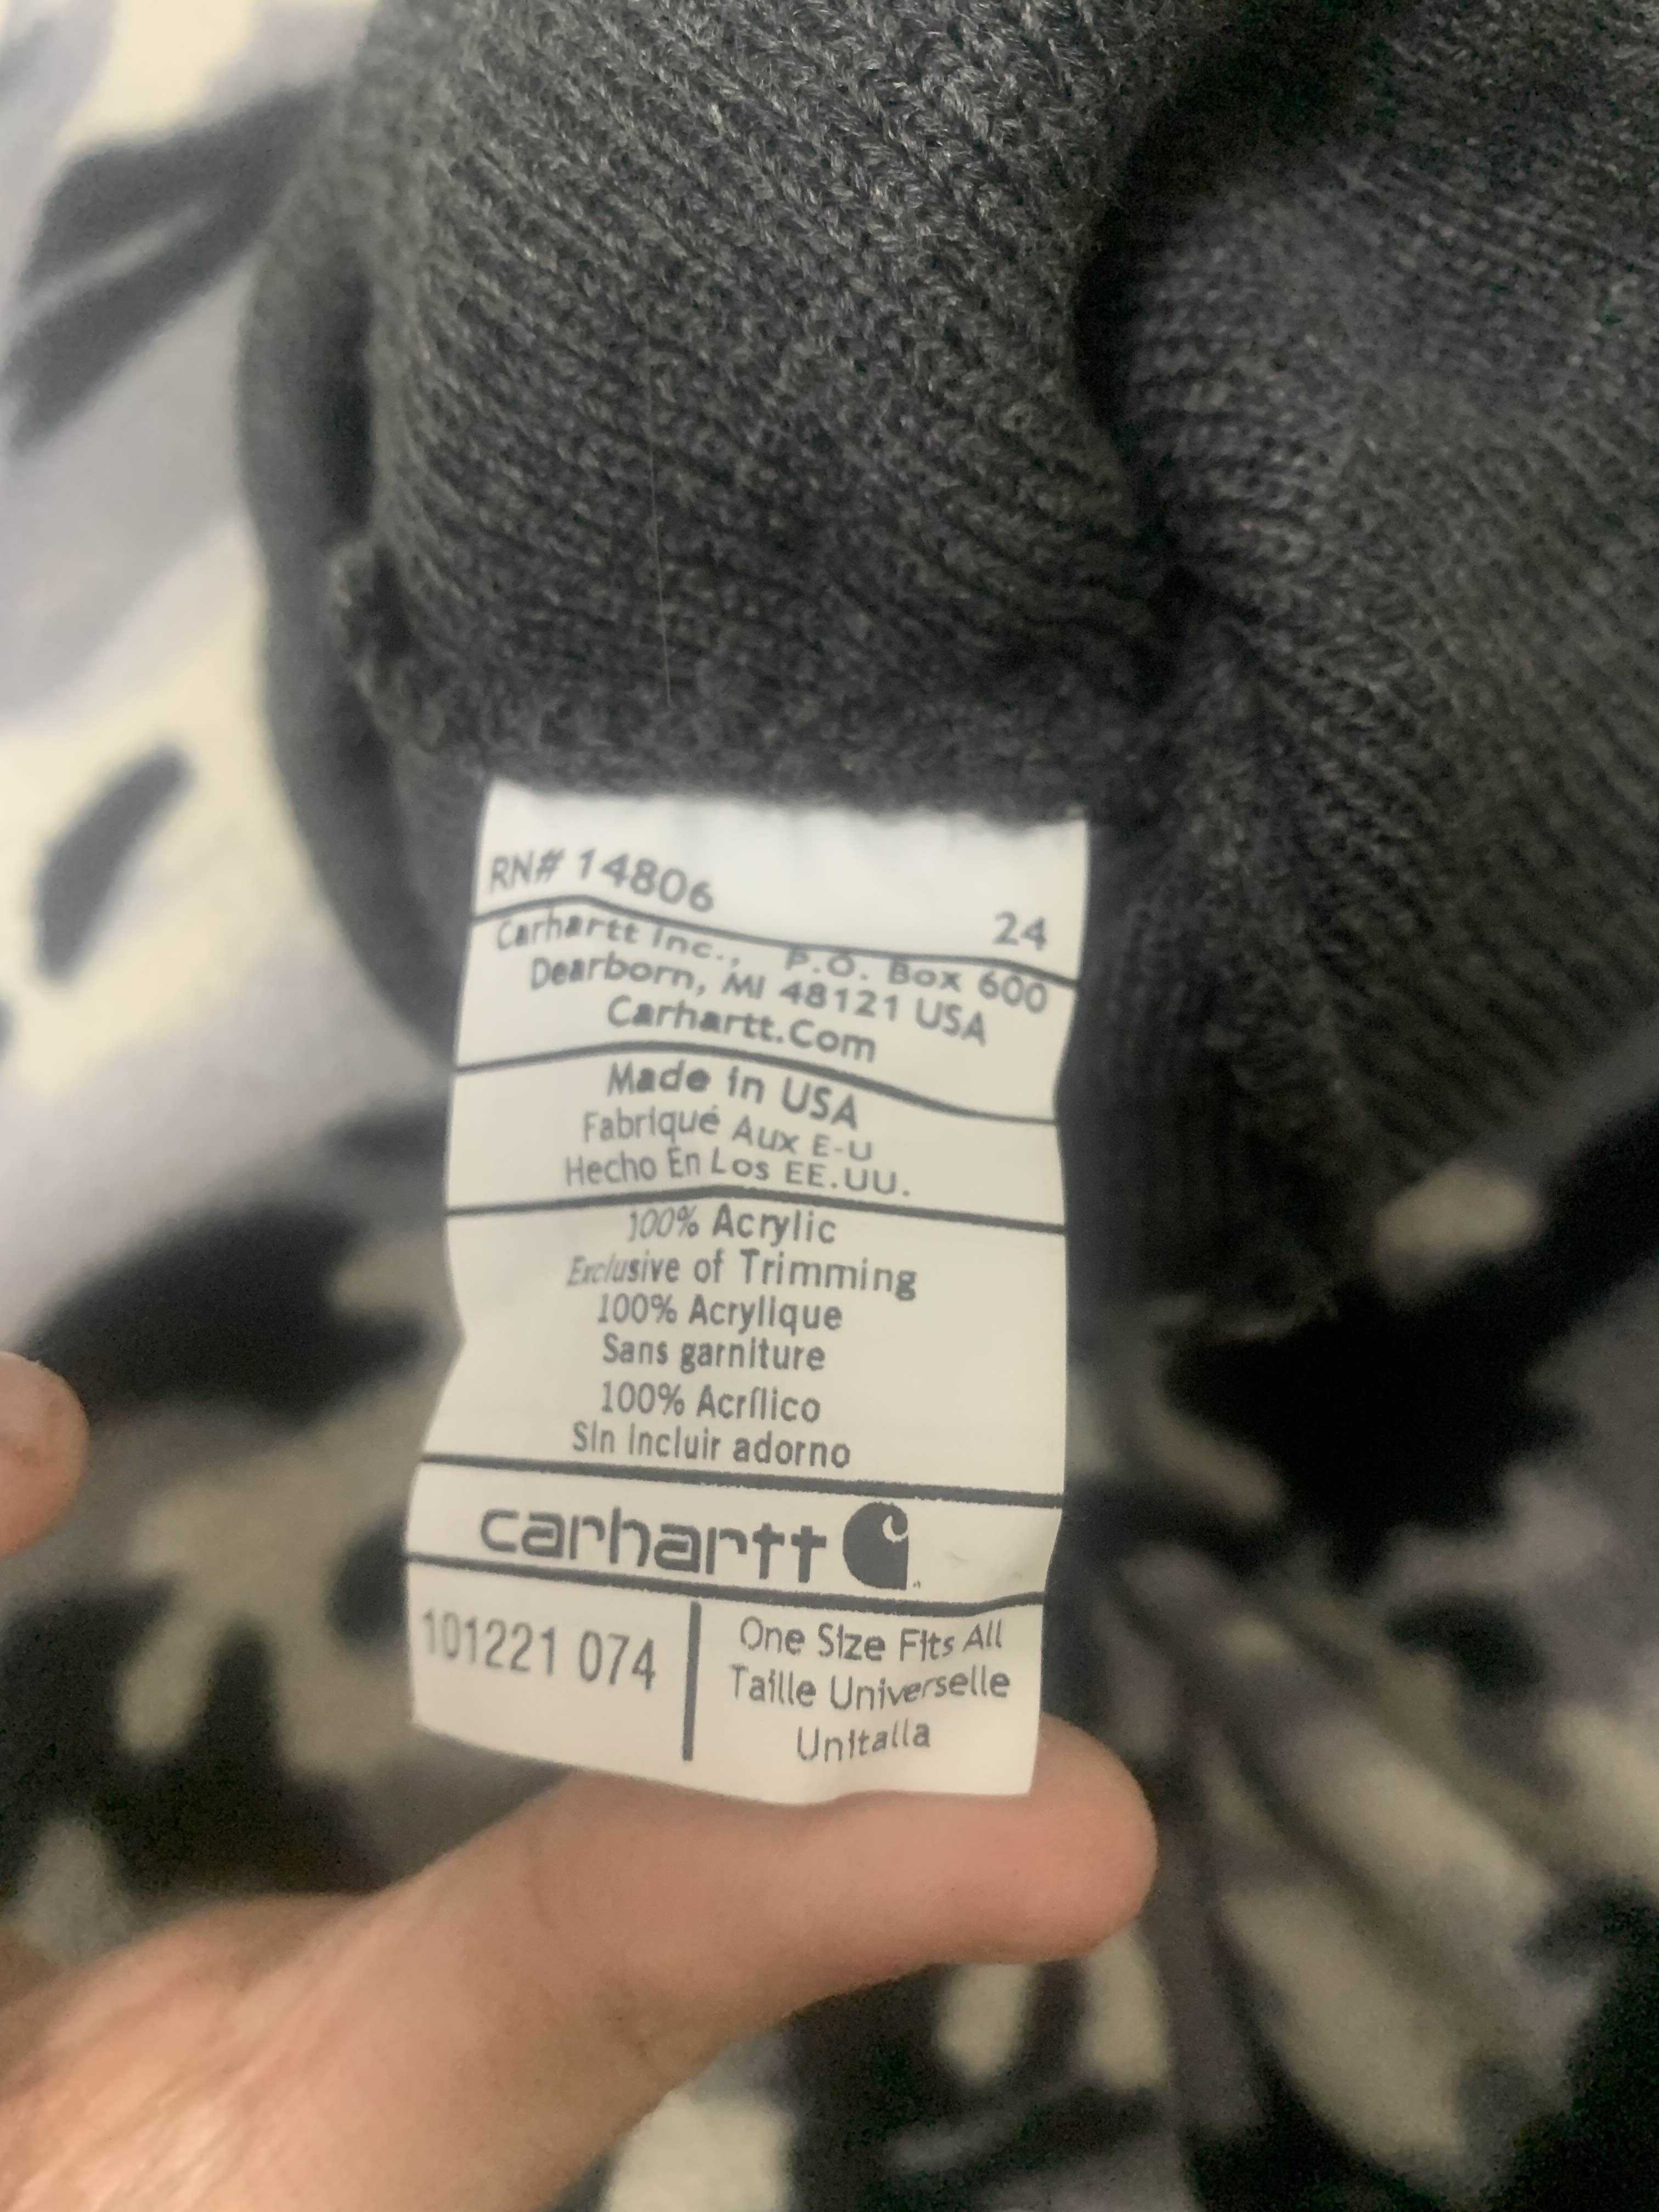 RN# 14806
24
Carhartt Inc., P.O. Box 600
Dearborn, MI 48121 USA
Carhartt.Com
Made in USA
Fabriqué Aux E-U
Hecho En Los EE.UU.
100% Acrylic
Exclusive of Trimming
100% Acrylique
Sans garniture
100% Acrílico
Sin incluir adorno
carhartt
101221 074
One Size Fits All
Taille Universelle
Unitalla